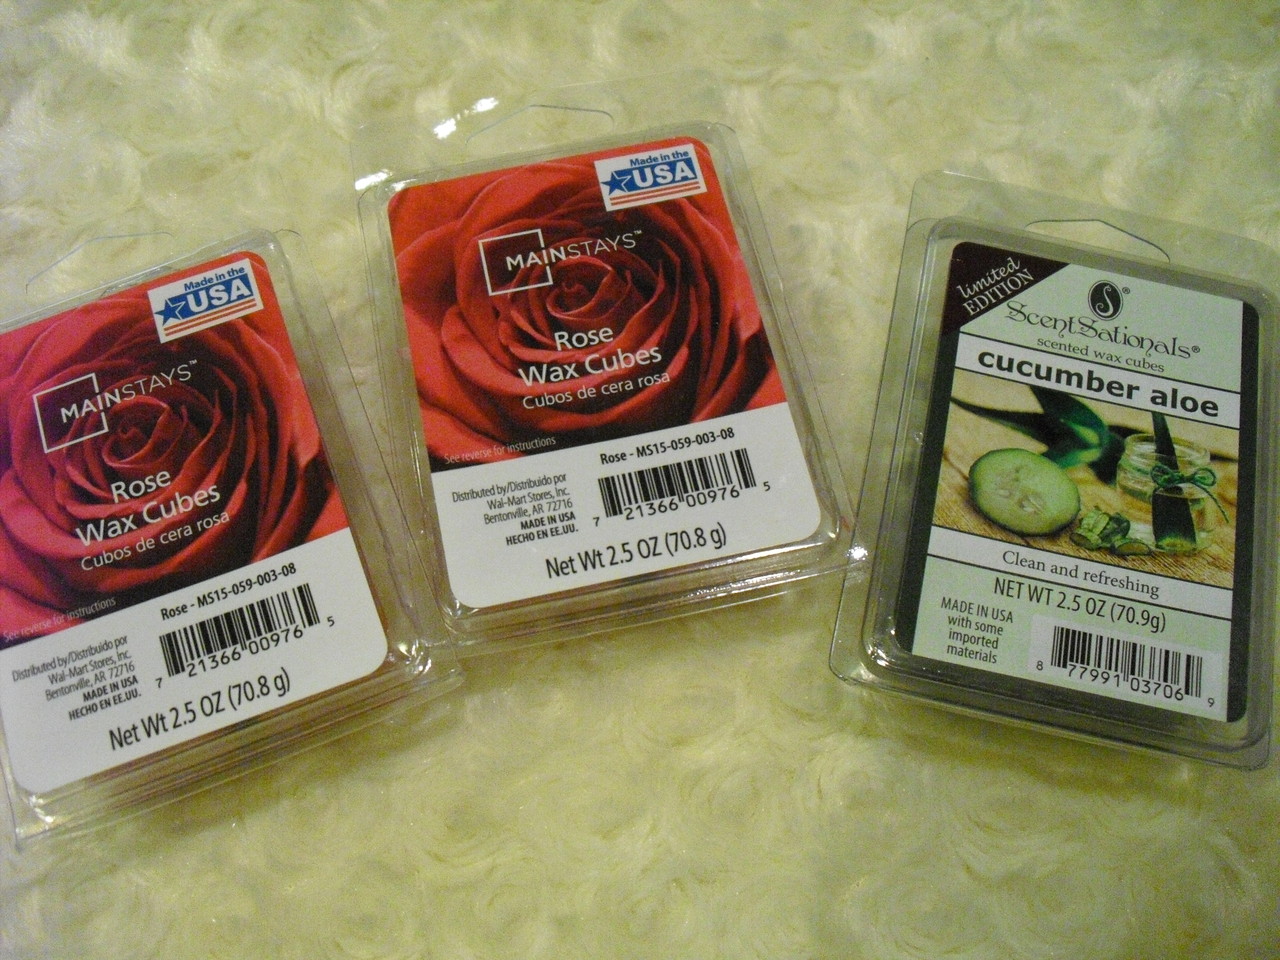 Made in the
USA
MAINSTAYS™
Rose
Wax Cubes
Cubos de cera rosa
See reverse for instructions
Rose - MS15-059-003-08
Distributed by/Distribuido por
Wal-Mart Stores, Inc.
Bentonville, AR 72716
MADE IN USA
HECHO EN EE.UU.
7 21366 00976 5
Net Wt 2.5 OZ (70.8 g)
Made in the
USA
MAINSTAYS™
Rose
Wax Cubes
Cubos de cera rosa
See reverse for instructions
Rose - MS15-059-003-08
Distributed by/Distribuido por
Wal-Mart Stores, Inc.
Bentonville, AR 72716
MADE IN USA
HECHO EN EE.UU.
7 21366 00976 5
Net Wt 2.5 OZ (70.8 g)
limited
EDITION
S®
ScentSationals®
scented wax cubes
cucumber aloe
Clean and refreshing
NET WT 2.5 OZ (70.9g)
MADE IN USA
with some
imported
materials
8 77991 03706 9